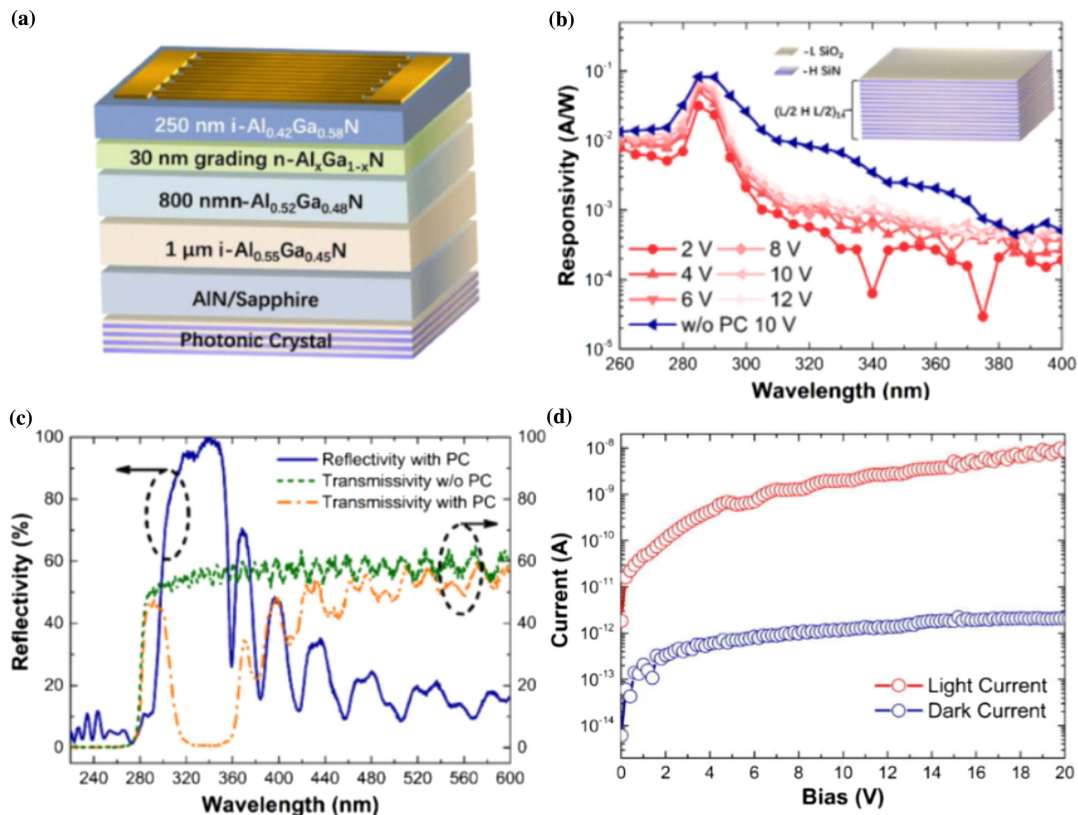 (a)
250 nm i-Al0.42Ga0.58N
30 nm grading n-AlxGa1-xN
800 nmn-Al0.52Ga0.48N
1 μm i-Al0.55Ga0.45N
AlN/Sapphire
Photonic Crystal
(b)
Responsivity (A/W)
10-1
10-2
10-3
10-4
10-5
-L SiO2
-H SiN
(L/2 H L/2)14
2 V
8 V
4 V
10 V
6 V
12 V
w/o PC 10 V
260 280 300 320 340 360 380 400
Wavelength (nm)
(c)
Reflectivity (%)
100
80
60
40
20
0
Reflectivity with PC
Transmissivity w/o PC
Transmissivity with PC
100
80
60
40
20
0
240 280 320 360 400 440 480 520 560 600
Wavelength (nm)
(d)
Current (A)
10-8
10-9
10-10
10-11
10-12
10-13
10-14
Light Current
Dark Current
0 2 4 6 8 10 12 14 16 18 20
Bias (V)